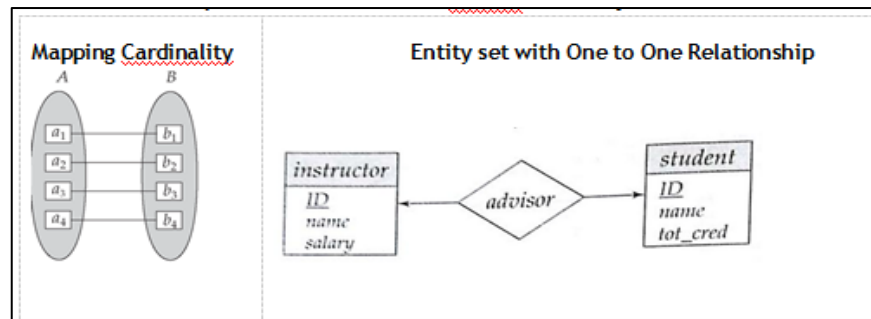 Mapping Cardinality
A B
a1 b1
a2 b2
a3 b3
a4 b4
Entity set with One to One Relationship
instructor
ID
name
salary
advisor
student
ID
name
tot_cred